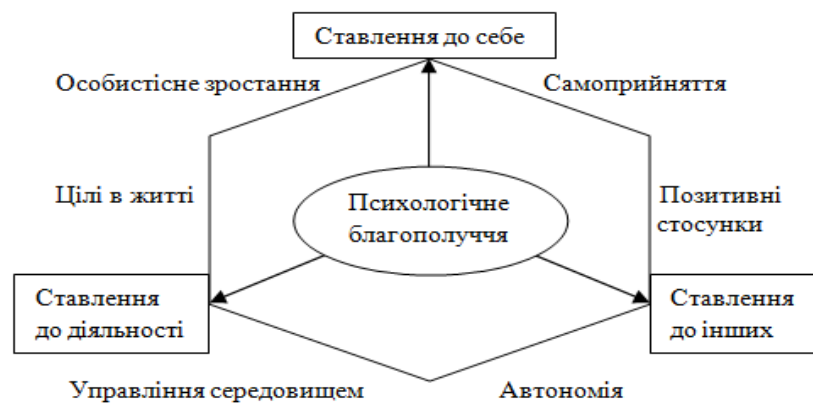 Ставлення до себе
Особистісне зростання
Самоприйняття
Цілі в житті
Психологічне
благополуччя
Позитивні
стосунки
Ставлення
до діяльності
Ставлення
до інших
Управління середовищем
Автономія